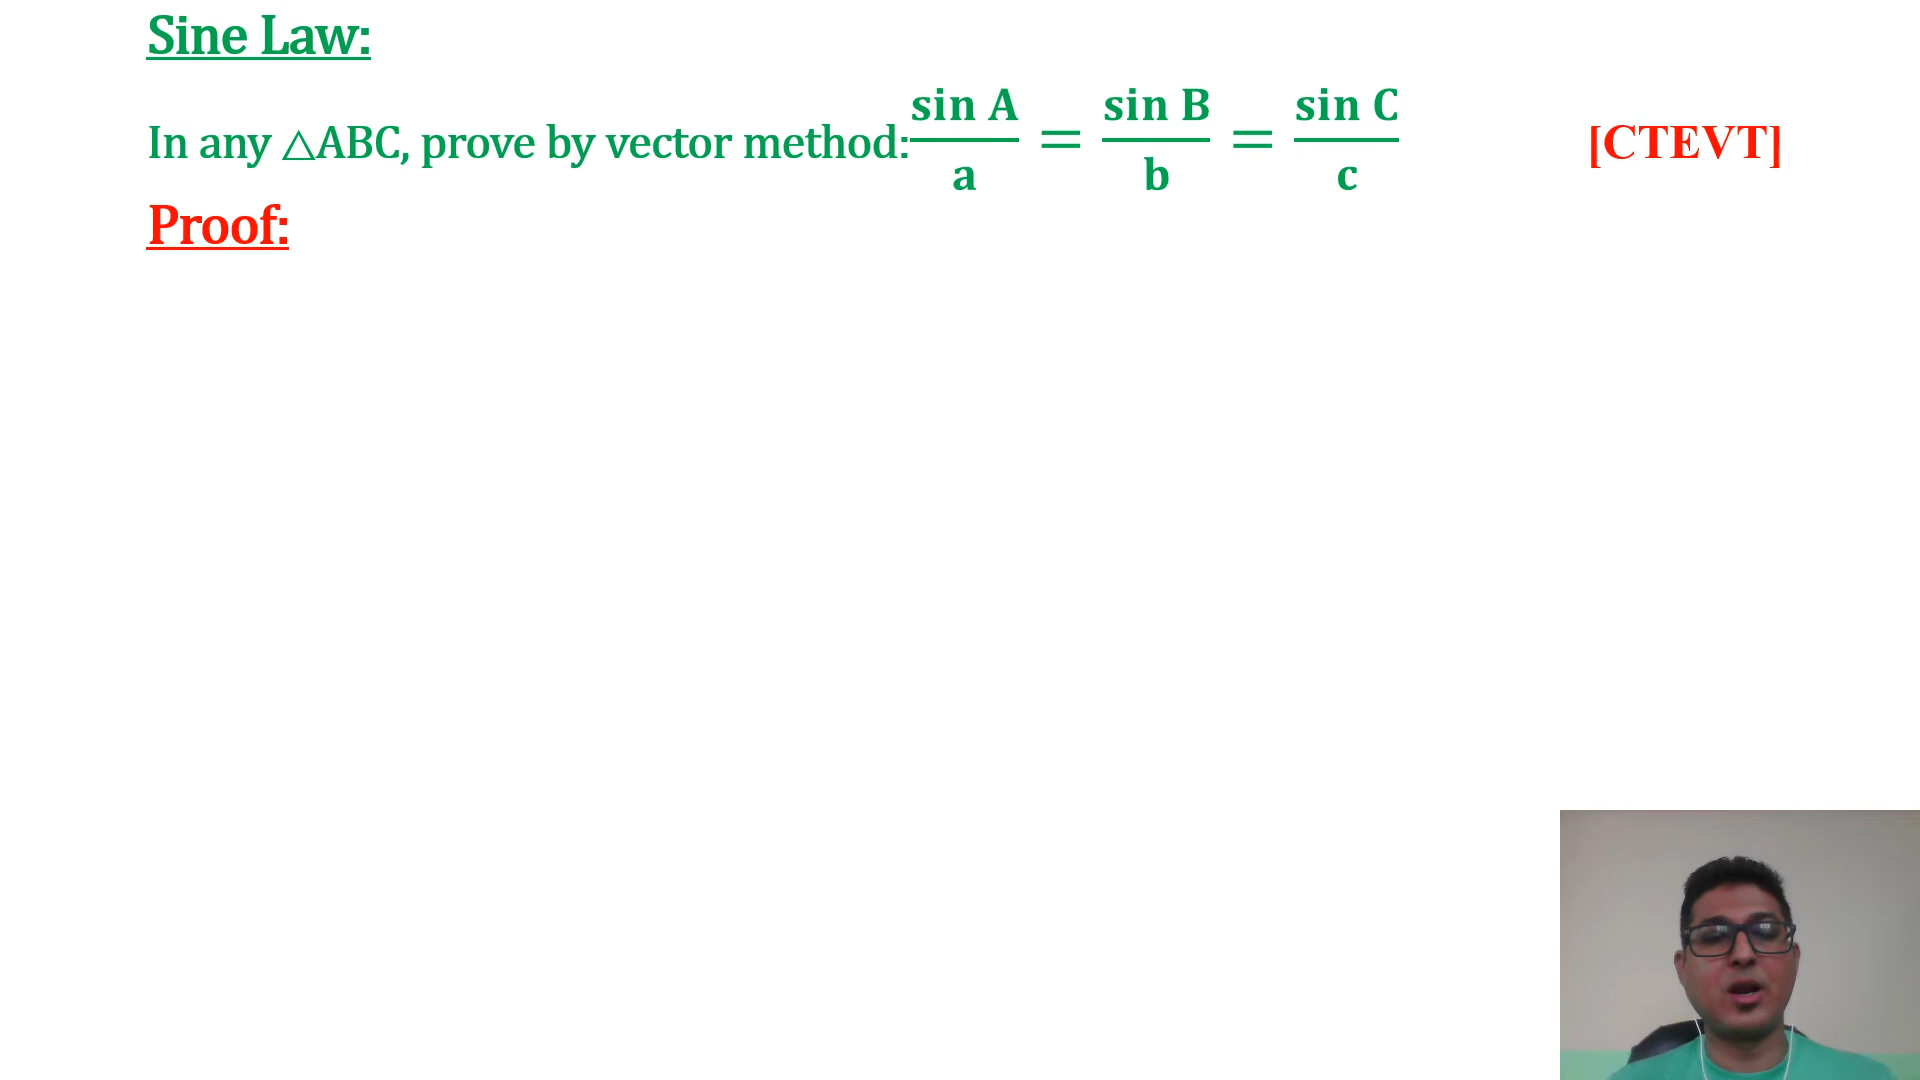 Sine Law:
In any △ABC, prove by vector method: sin A / a = sin B / b = sin C / c [CTEVT]
Proof: